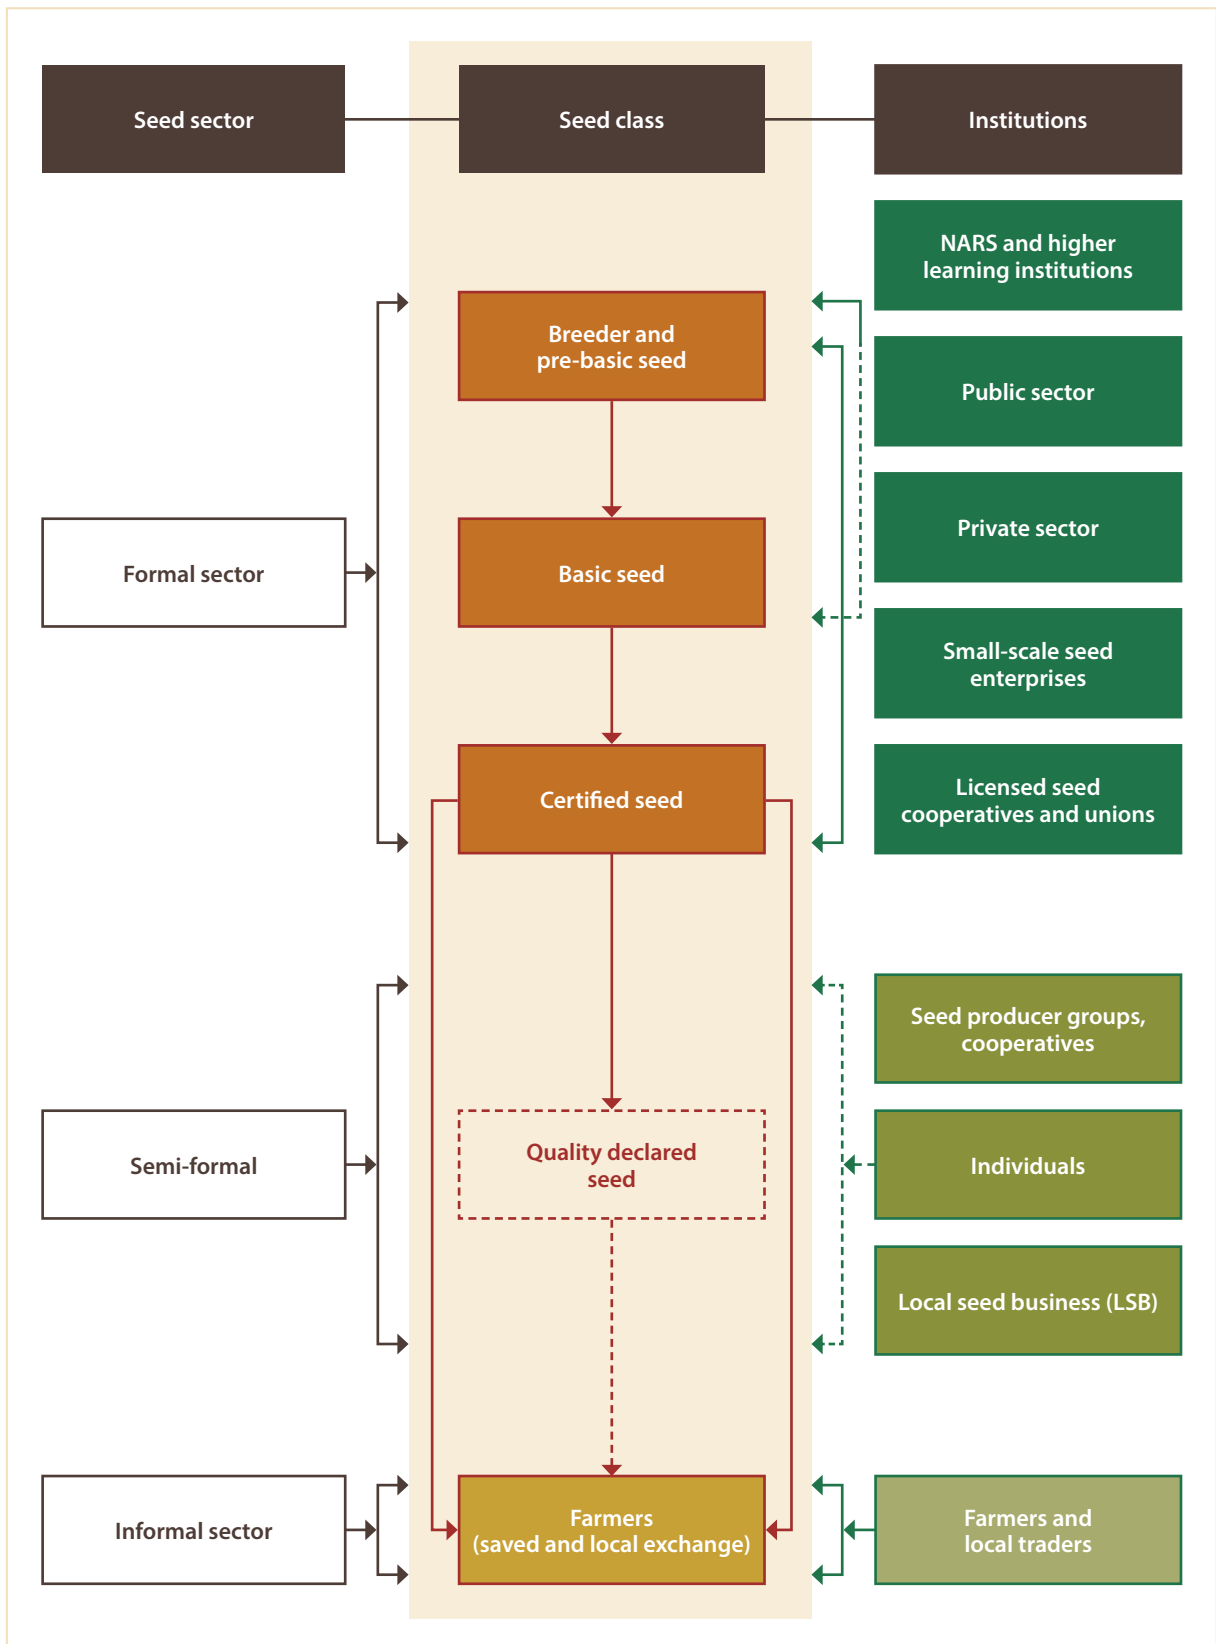 Seed sector
Seed class
Institutions
NARS and higher
learning institutions
Breeder and
pre-basic seed
Public sector
Formal sector
Basic seed
Private sector
Small-scale seed
enterprises
Certified seed
Licensed seed
cooperatives and unions
Seed producer groups,
cooperatives
Semi-formal
Quality declared
seed
Individuals
Local seed business (LSB)
Informal sector
Farmers
(saved and local exchange)
Farmers and
local traders